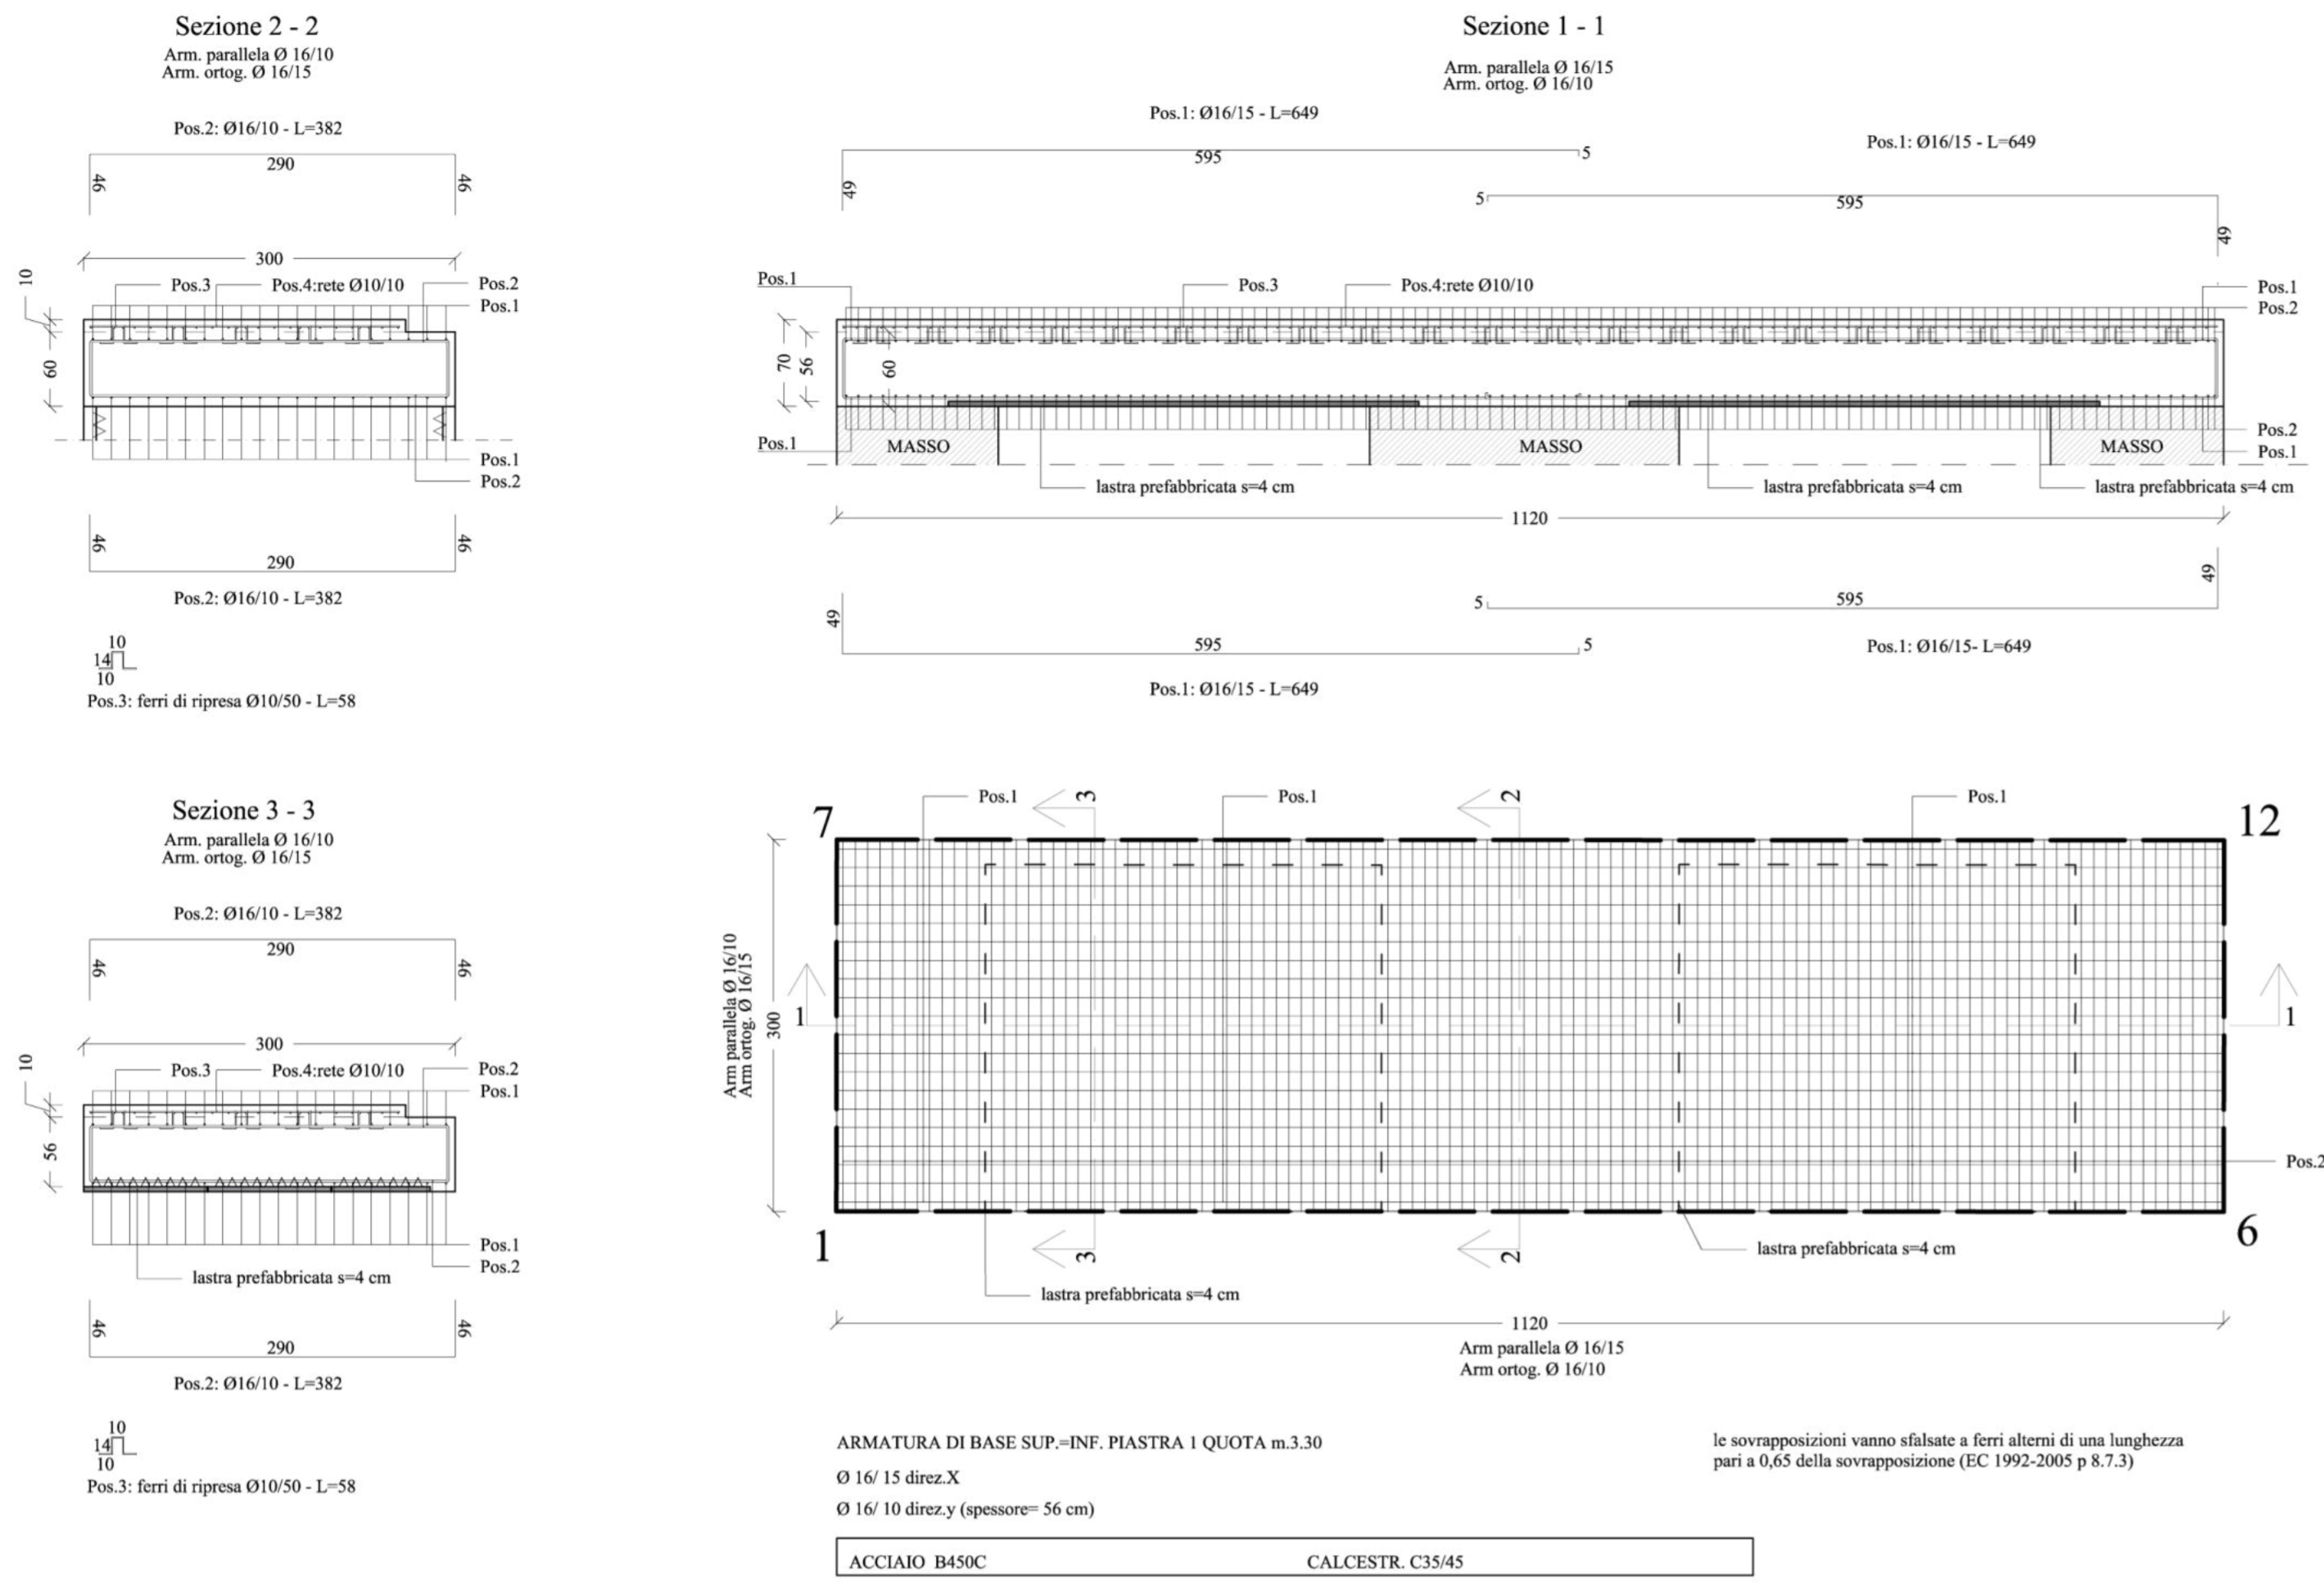 Sezione 2 - 2
Arm. parallela Ø 16/10
Arm. ortog. Ø 16/15
Pos.2: Ø16/10 - L=382
290
46
46
300
10
Pos.3
Pos.4:rete Ø10/10
Pos.2
Pos.1
60
Pos.1
Pos.2
46
46
290
Pos.2: Ø16/10 - L=382
10
14
10
Pos.3: ferri di ripresa Ø10/50 - L=58
Sezione 1 - 1
Arm. parallela Ø 16/15
Arm. ortog. Ø 16/10
Pos.1: Ø16/15 - L=649
Pos.1: Ø16/15 - L=649
595
5
49
5
595
49
Pos.1
Pos.3
Pos.4:rete Ø10/10
Pos.1
Pos.2
70
56
60
Pos.1
MASSO
MASSO
MASSO
Pos.2
Pos.1
lastra prefabbricata s=4 cm
lastra prefabbricata s=4 cm
lastra prefabbricata s=4 cm
1120
49
5
595
49
595
5
Pos.1: Ø16/15- L=649
Pos.1: Ø16/15 - L=649
Sezione 3 - 3
Arm. parallela Ø 16/10
Arm. ortog. Ø 16/15
Pos.2: Ø16/10 - L=382
290
46
46
300
10
Pos.3
Pos.4:rete Ø10/10
Pos.2
Pos.1
56
Pos.1
Pos.2
lastra prefabbricata s=4 cm
46
46
290
Pos.2: Ø16/10 - L=382
10
14
10
Pos.3: ferri di ripresa Ø10/50 - L=58
7
Pos.1
3
Pos.1
2
Pos.1
12
Arm parallela Ø 16/10
Arm ortog. Ø 16/15
300
1
1
Pos.2
1
3
2
6
lastra prefabbricata s=4 cm
lastra prefabbricata s=4 cm
1120
Arm parallela Ø 16/15
Arm ortog. Ø 16/10
ARMATURA DI BASE SUP.=INF. PIASTRA 1 QUOTA m.3.30
Ø 16/ 15 direz.X
Ø 16/ 10 direz.y (spessore= 56 cm)
le sovrapposizioni vanno sfalsate a ferri alterni di una lunghezza
pari a 0,65 della sovrapposizione (EC 1992-2005 p 8.7.3)
ACCIAIO B450C
CALCESTR. C35/45